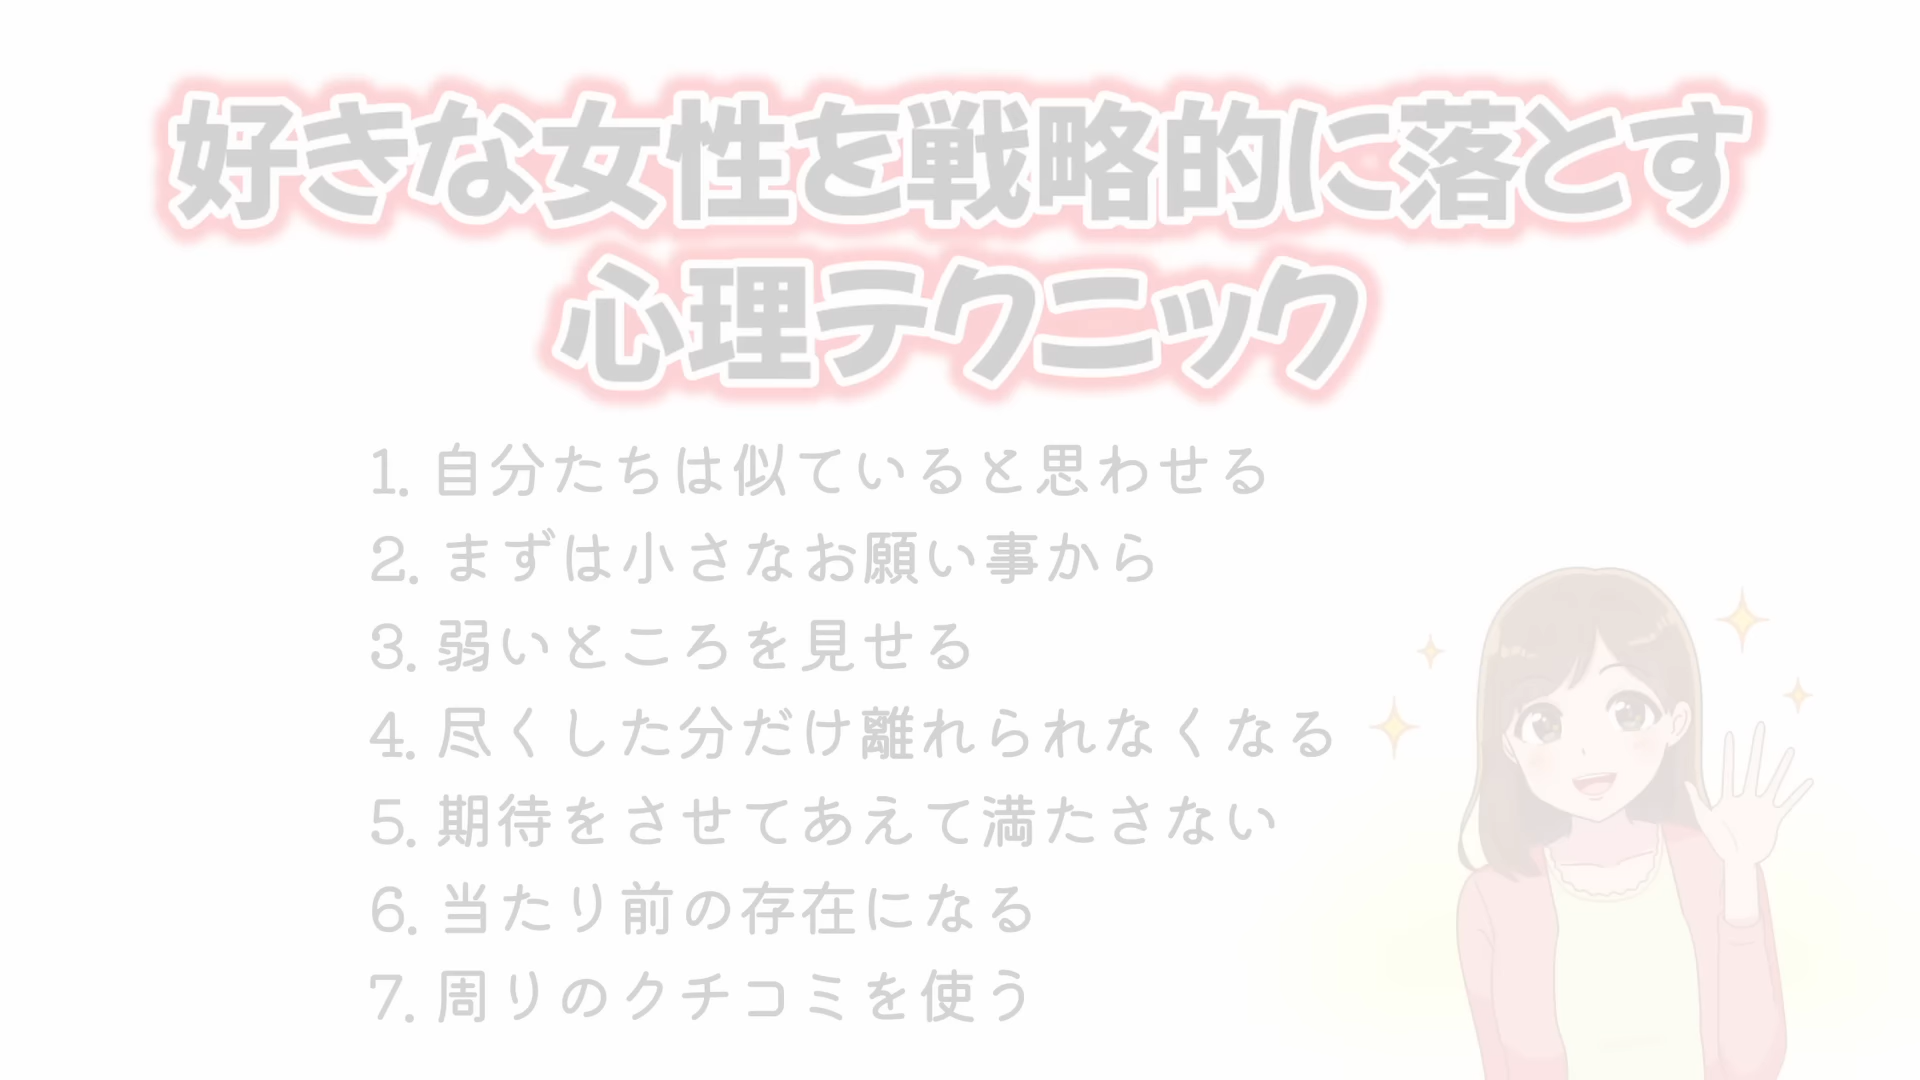 好きな女性を戦略的に落とす
心理テクニック
1. 自分たちは似ていると思わせる
2. まずは小さなお願い事から
3. 弱いところを見せる
4. 尽くした分だけ離れられなくなる
5. 期待をさせてあえて満たさない
6. 当たり前の存在になる
7. 周りのクチコミを使う